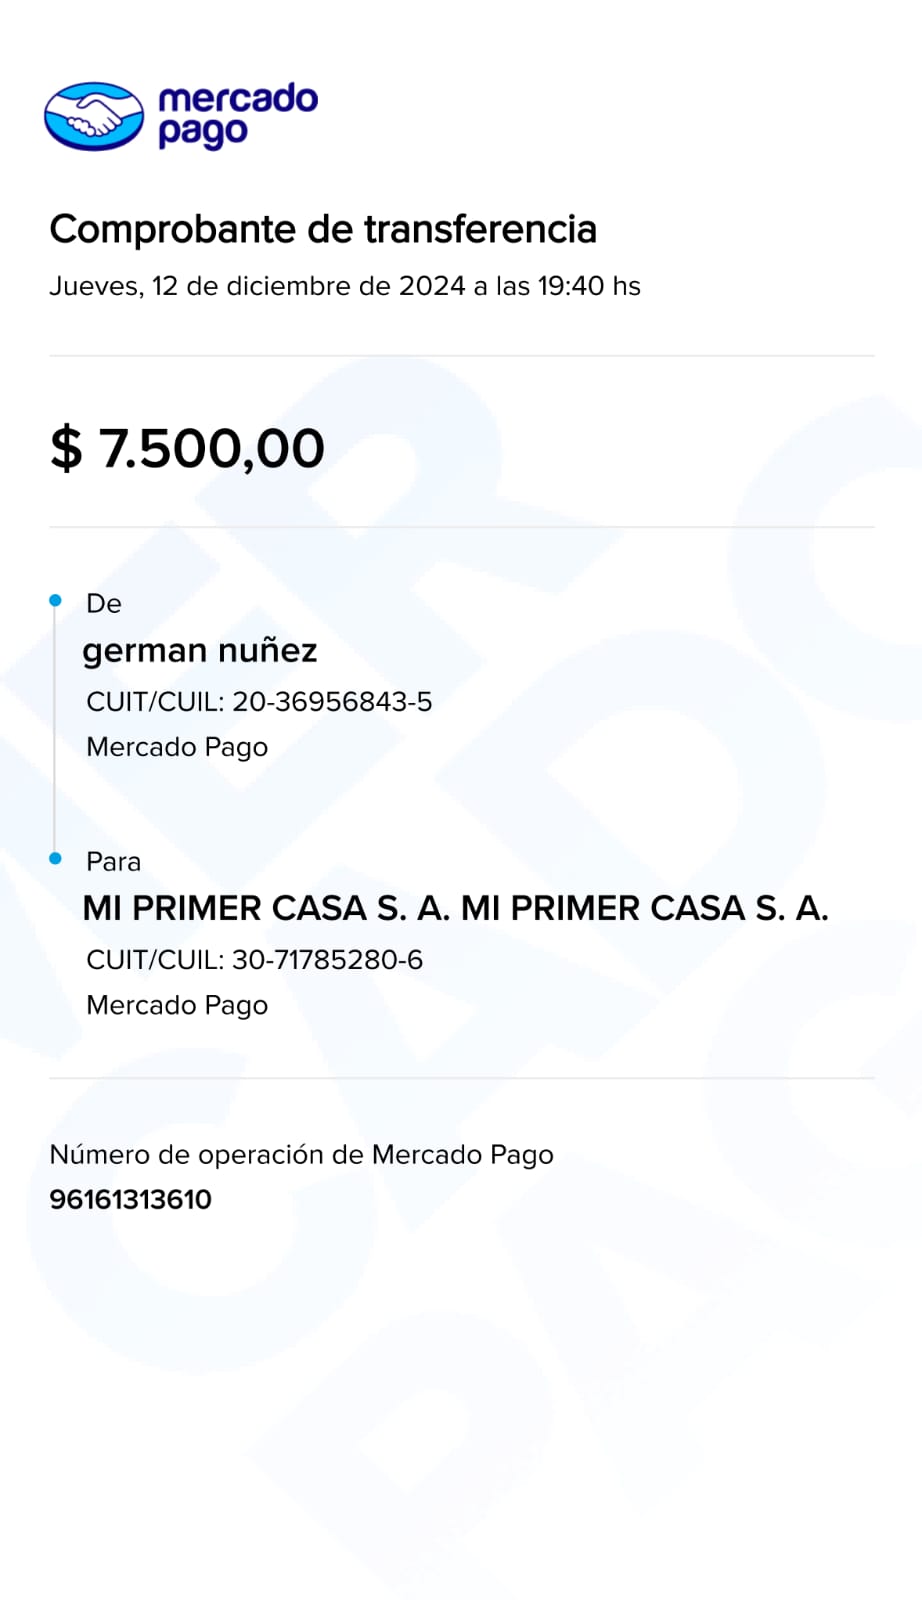 mercado
pago
Comprobante de transferencia
Jueves, 12 de diciembre de 2024 a las 19:40 hs
$ 7.500,00
De
german nuñez
CUIT/CUIL: 20-36956843-5
Mercado Pago
Para
MI PRIMER CASA S. A. MI PRIMER CASA S. A.
CUIT/CUIL: 30-71785280-6
Mercado Pago
Número de operación de Mercado Pago
96161313610
MERCADO
PAGO